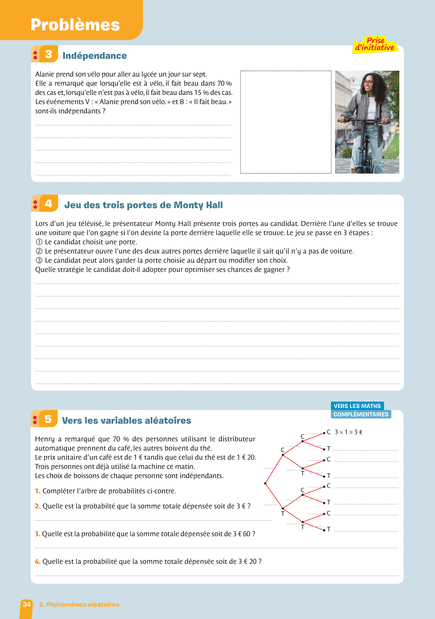 Problèmes
Prise
d'initiative
3 Indépendance
Alanie prend son vélo pour aller au lycée un jour sur sept.
Elle a remarqué que lorsqu'elle est à vélo, il fait beau dans 70 %
des cas et, lorsqu'elle n'est pas à vélo, il fait beau dans 15 % des cas.
Les événements V : « Alanie prend son vélo. » et B : « Il fait beau. »
sont-ils indépendants ?
4 Jeu des trois portes de Monty Hall
Lors d'un jeu télévisé, le présentateur Monty Hall présente trois portes au candidat. Derrière l'une d'elles se trouve
une voiture que l'on gagne si l'on devine la porte derrière laquelle elle se trouve. Le jeu se passe en 3 étapes :
① Le candidat choisit une porte.
② Le présentateur ouvre l'une des deux autres portes derrière laquelle il sait qu'il n'y a pas de voiture.
③ Le candidat peut alors garder la porte choisie au départ ou modifier son choix.
Quelle stratégie le candidat doit-il adopter pour optimiser ses chances de gagner ?
VERS LES MATHS
COMPLÉMENTAIRES
5 Vers les variables aléatoires
Henry a remarqué que 70 % des personnes utilisant le distributeur
automatique prennent du café, les autres boivent du thé.
Le prix unitaire d'un café est de 1 € tandis que celui du thé est de 1 € 20.
Trois personnes ont déjà utilisé la machine ce matin.
Les choix de boissons de chaque personne sont indépendants.
1. Compléter l'arbre de probabilités ci-contre.
2. Quelle est la probabilité que la somme totale dépensée soit de 3 € ?
3. Quelle est la probabilité que la somme totale dépensée soit de 3 € 60 ?
4. Quelle est la probabilité que la somme totale dépensée soit de 3 € 20 ?
C 3 × 1 = 3 €
C
T
C
C
T
T
C
C
T
T
C
T
T
34 2. Phénomènes aléatoires